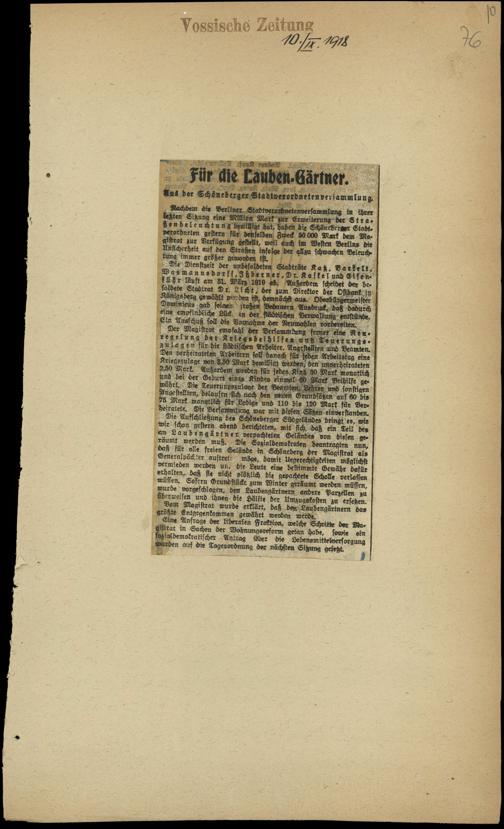 Vossische Zeitung
10./IX. 1918
10
76
Für die Lauben-Gärtner.
Aus der Schöneberger Stadtverordnetenversammlung.
Nachdem die Berliner Stadtverordnetenversammlung in ihrer
letzten Sitzung eine Million Mark zur Erweiterung der Stra-
ßenbeleuchtung bewilligt hat, haben die Schöneberger Stadt-
verordneten gestern für denselben Zweck 50 000 Mark dem Ma-
gistrat zur Verfügung gestellt, weil auch im Westen Berlins die
Unsicherheit auf den Straßen infolge der allzu schwachen Beleuch-
tung immer größer geworden ist.
Die Dienstzeit der unbesoldeten Stadträte Katz, Bartelt,
Wagmannsdorff, Dr. Kaskel und Eisen-
führ läuft am 31. März 1919 ab. Außerdem scheidet der be-
soldete Stadtrat Dr. Licht, der zum Direktor der Ostbank in
Königsberg gewählt worden ist, demnächst aus. Oberbürgermeister
Dominicus gab seinem hohen Bedauern Ausdruck, daß dadurch
eine empfindliche Lücke in der städtischen Verwaltung entstünde.
Ein Ausschuß soll die Vornahme der Neuwahlen vorbereiten.
Der Magistrat empfahl der Versammlung ferner eine Neu-
regelung der Kriegsbeihilfen und Teuerungs-
zulagen für die städtischen Arbeiter, Angestellten und Beamten.
Den verheirateten Arbeitern soll danach für jeden Arbeitstag eine
Kriegszulage von 3,50 Mark bewilligt werden, den unverheirateten
2,50 Mark. Außerdem werden für jedes Kind 30 Mark monatlich
und bei der Geburt eines Kindes einmal 60 Mark Beihilfe ge-
währt. Die Teuerungszulage der Beamten, Lehrer und sonstigen
Angestellten, belaufen sich nach den neuen Grundsätzen auf 60 bis
75 Mark monatlich für Ledige und 110 bis 120 Mark für Ver-
heiratete. Die Versammlung war mit diesen Sätzen einverstanden.
Die Aufschließung des Schöneberger Südgeländes bringt es, wie
wir schon gestern abend berichteten, mit sich, daß ein Teil des
an Laubengärtner verpachteten Geländes von diesen ge-
räumt werden muß. Die Sozialdemokraten beantragten nun,
daß für alle freien Gelände in Schöneberg der Magistrat als
Generalpächter auftreten möge, damit Ungerechtigkeiten möglichst
vermieden werden und die Leute eine bestimmte Gewähr dafür
erhalten, daß sie nicht plötzlich die gepachtete Scholle verlassen
müssen. Sofern Grundstücke zum Winter geräumt werden müssen,
wurde vorgeschlagen, den Laubengärtnern andere Parzellen zu
überweisen und ihnen die Hälfte der Umzugskosten zu ersetzen.
Vom Magistrat wurde erklärt, daß den Laubengärtnern das
größte Entgegenkommen gewährt werden werde.
Eine Anfrage der liberalen Fraktion, welche Schritte der Ma-
gistrat in Sachen der Wohnungsreform getan habe, sowie ein
sozialdemokratischer Antrag über die Lebensmittelversorgung
wurden auf die Tagesordnung der nächsten Sitzung gesetzt.